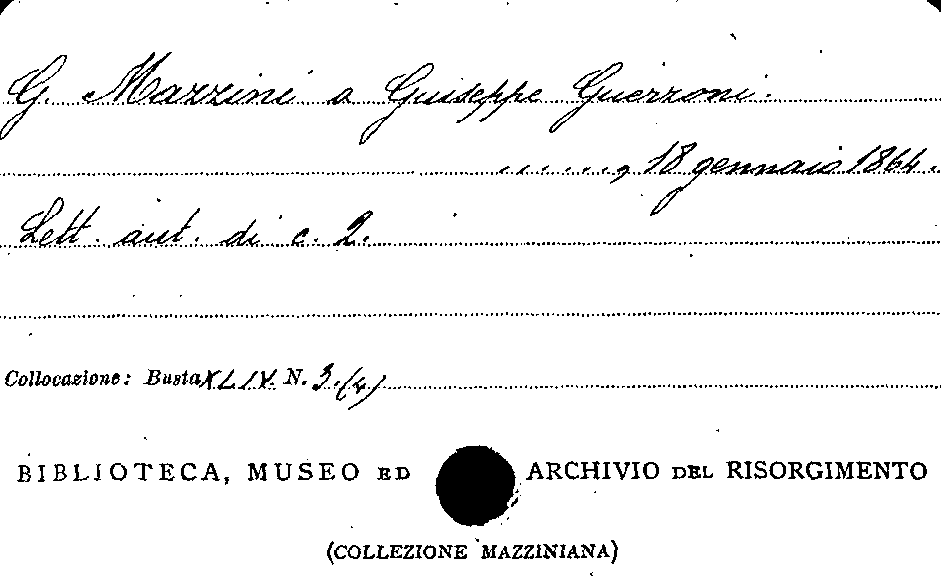 G. Mazzini a Giuseppe Guerzoni.
......, 18 gennaio 1864.
Lett. aut. di c. 2.
Collocazione: Busta XLIV. N. 3.(4)
BIBLIOTECA, MUSEO ED ARCHIVIO DEL RISORGIMENTO
(COLLEZIONE MAZZINIANA)